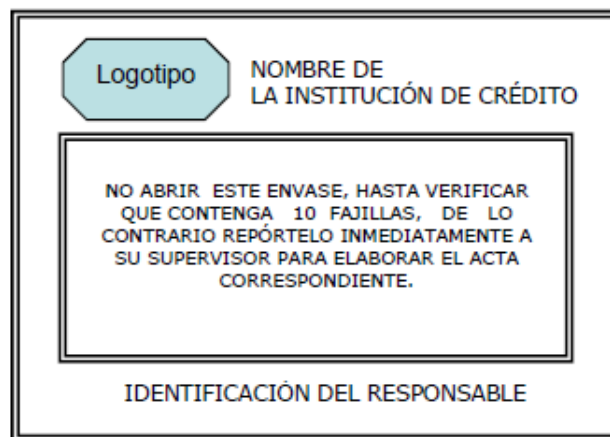 Logotipo
NOMBRE DE
LA INSTITUCIÓN DE CRÉDITO
NO ABRIR ESTE ENVASE, HASTA VERIFICAR
QUE CONTENGA 10 FAJILLAS, DE LO
CONTRARIO REPÓRTELO INMEDIATAMENTE A
SU SUPERVISOR PARA ELABORAR EL ACTA
CORRESPONDIENTE.
IDENTIFICACIÓN DEL RESPONSABLE